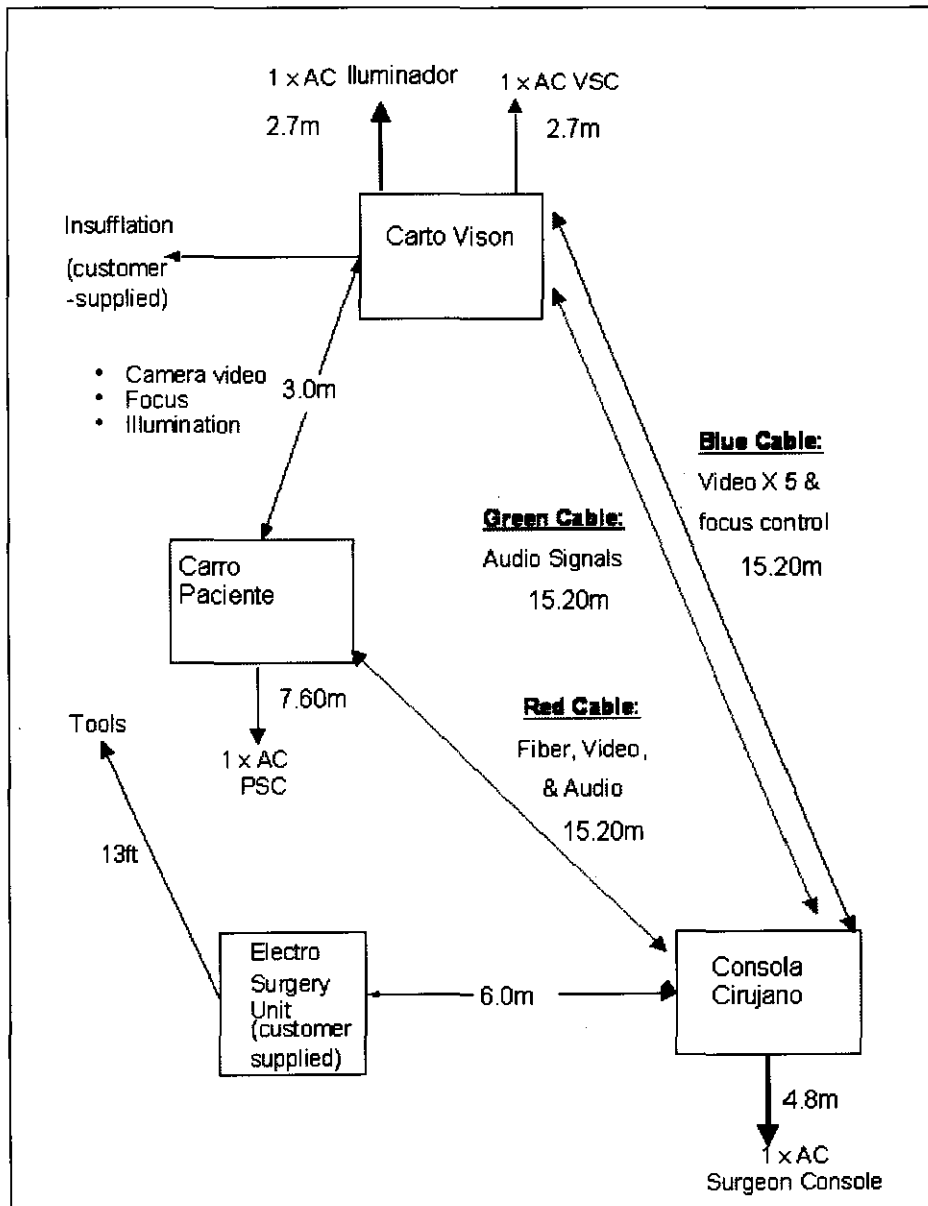 1 x AC Iluminador
2.7m
1 x AC VSC
2.7m
Carto Vison
Insufflation
(customer
-supplied)
• Camera video
• Focus
• Illumination
3.0m
Blue Cable:
Video X 5 &
focus control
15.20m
Green Cable:
Audio Signals
15.20m
Carro
Paciente
7.60m
1 x AC
PSC
Red Cable:
Fiber, Video,
& Audio
15.20m
Tools
13ft
Electro
Surgery
Unit
(customer
supplied)
6.0m
Consola
Cirujano
4.8m
1 x AC
Surgeon Console